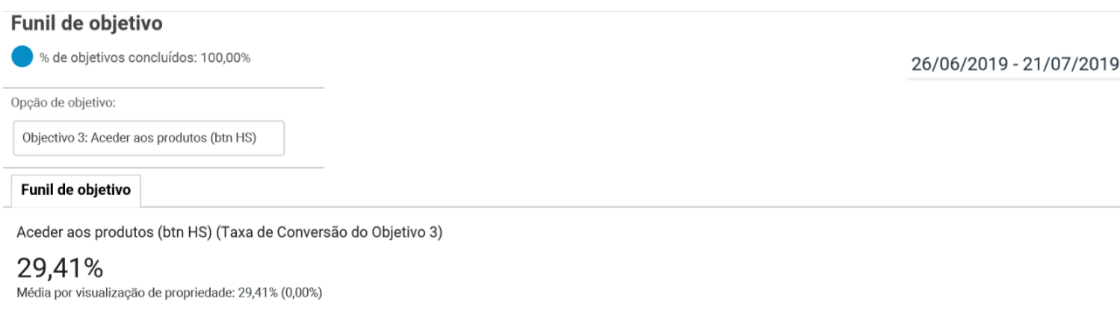 Funil de objetivo
% de objetivos concluídos: 100,00%
26/06/2019 - 21/07/2019
Opção de objetivo:
Objectivo 3: Aceder aos produtos (btn HS)
Funil de objetivo
Aceder aos produtos (btn HS) (Taxa de Conversão do Objetivo 3)
29,41%
Média por visualização de propriedade: 29,41% (0,00%)